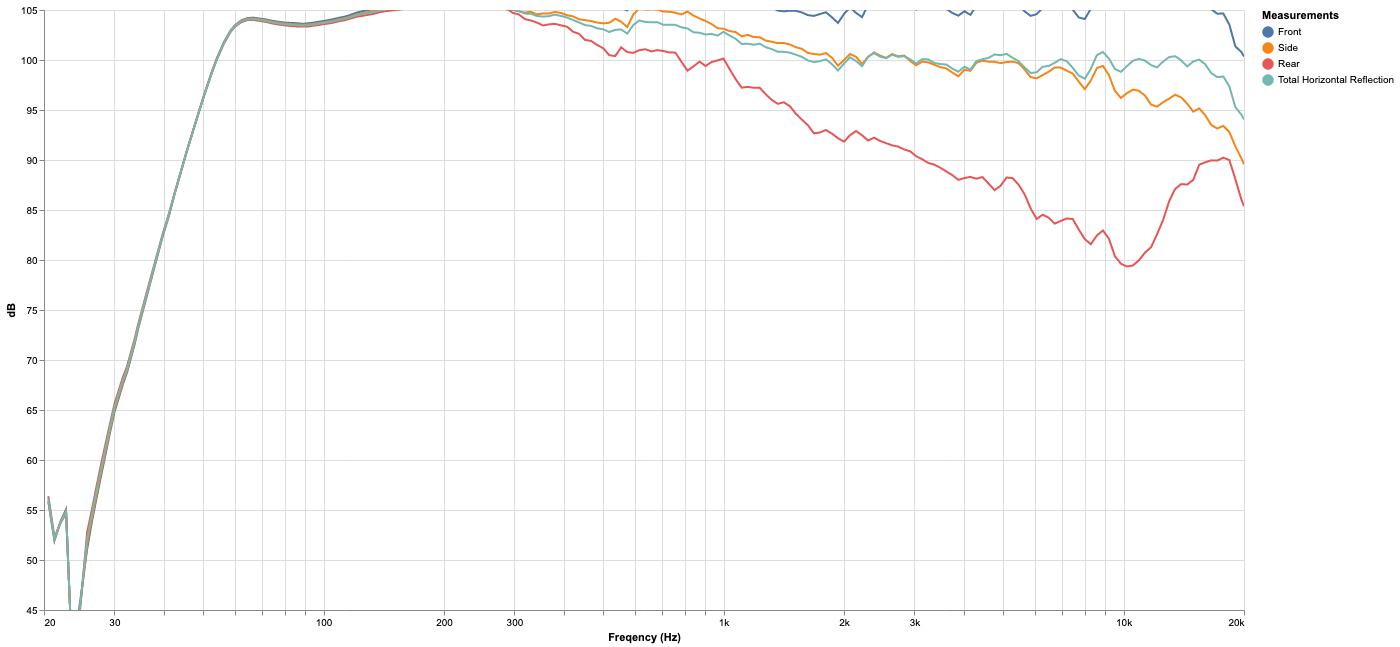 105
100
95
90
85
80
75
70
65
60
55
50
45
dB
20 30 100 200 300 1k 2k 3k 10k 20k
Freqency (Hz)
Measurements
Front
Side
Rear
Total Horizontal Reflection